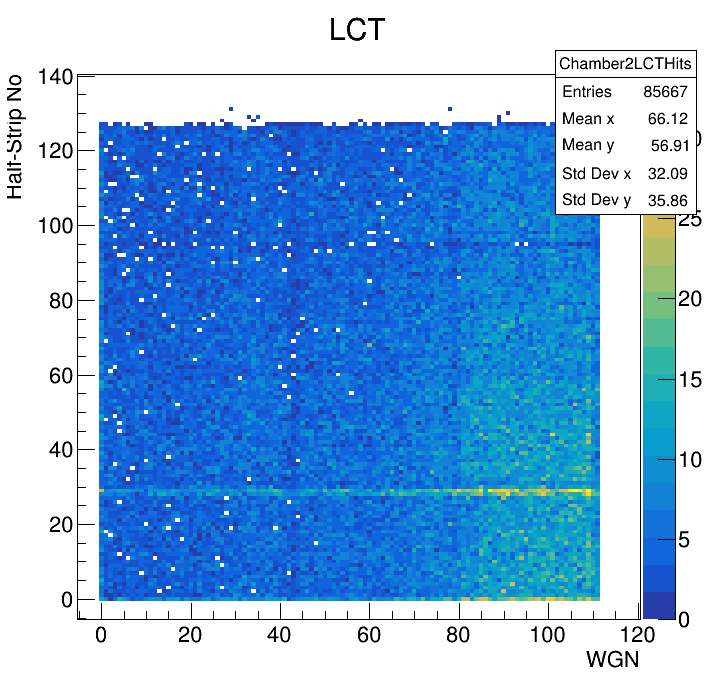 LCT
Half-Strip No
Chamber2LCTHits
Entries 85667
Mean x 66.12
Mean y 56.91
Std Dev x 32.09
Std Dev y 35.86
140
120
100
80
60
40
20
0
0 20 40 60 80 100 120
WGN
25
20
15
10
5
0